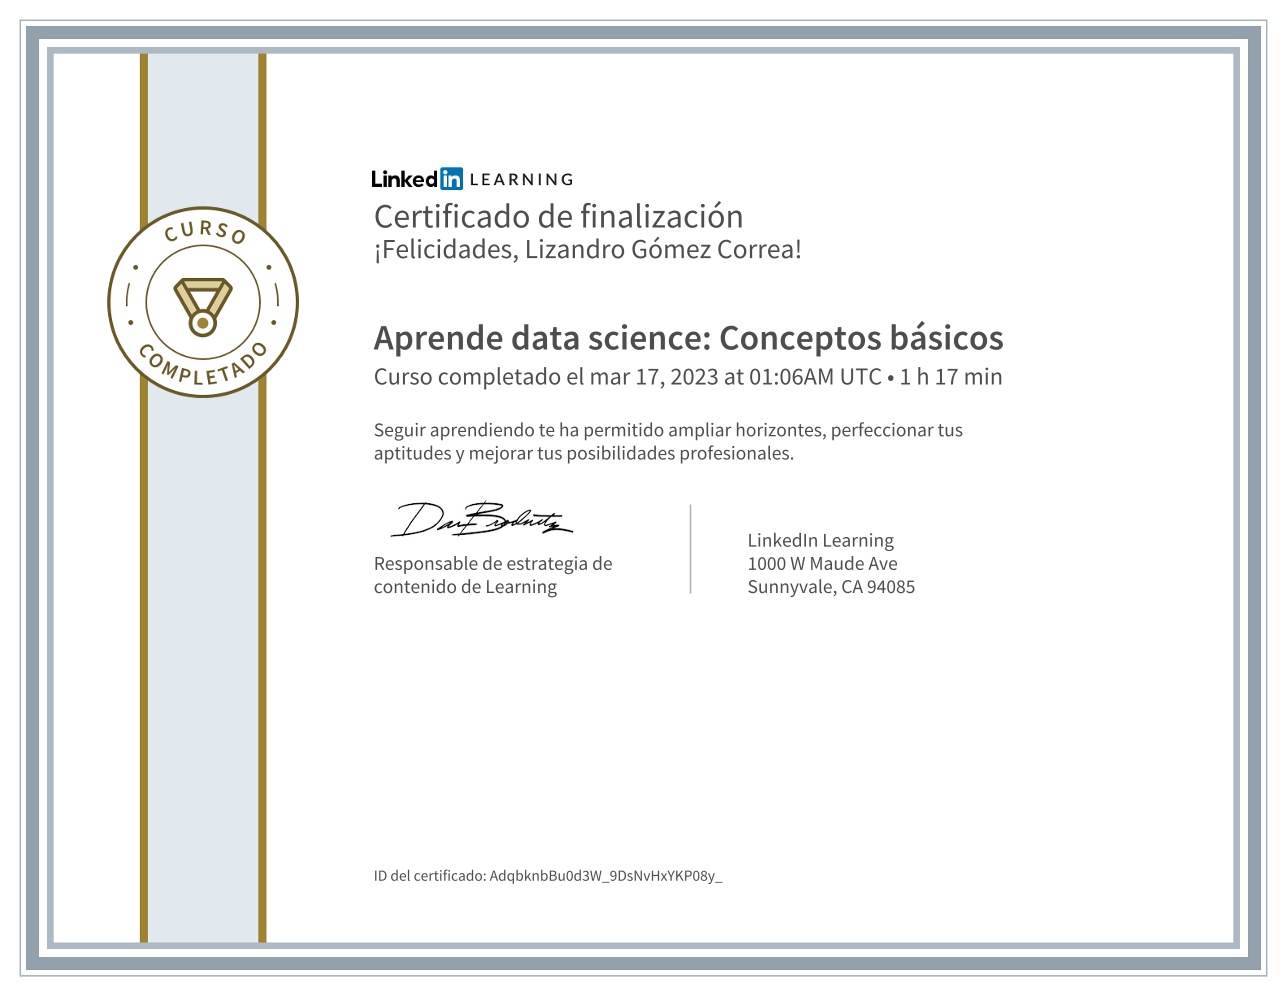 CURSO
COMPLETADO
Linkedin LEARNING
Certificado de finalización
¡Felicidades, Lizandro Gómez Correa!
Aprende data science: Conceptos básicos
Curso completado el mar 17, 2023 at 01:06AM UTC • 1 h 17 min
Seguir aprendiendo te ha permitido ampliar horizontes, perfeccionar tus
aptitudes y mejorar tus posibilidades profesionales.
Responsable de estrategia de
contenido de Learning
LinkedIn Learning
1000 W Maude Ave
Sunnyvale, CA 94085
ID del certificado: AdqbknbBu0d3W_9DsNvHxYKP08y_